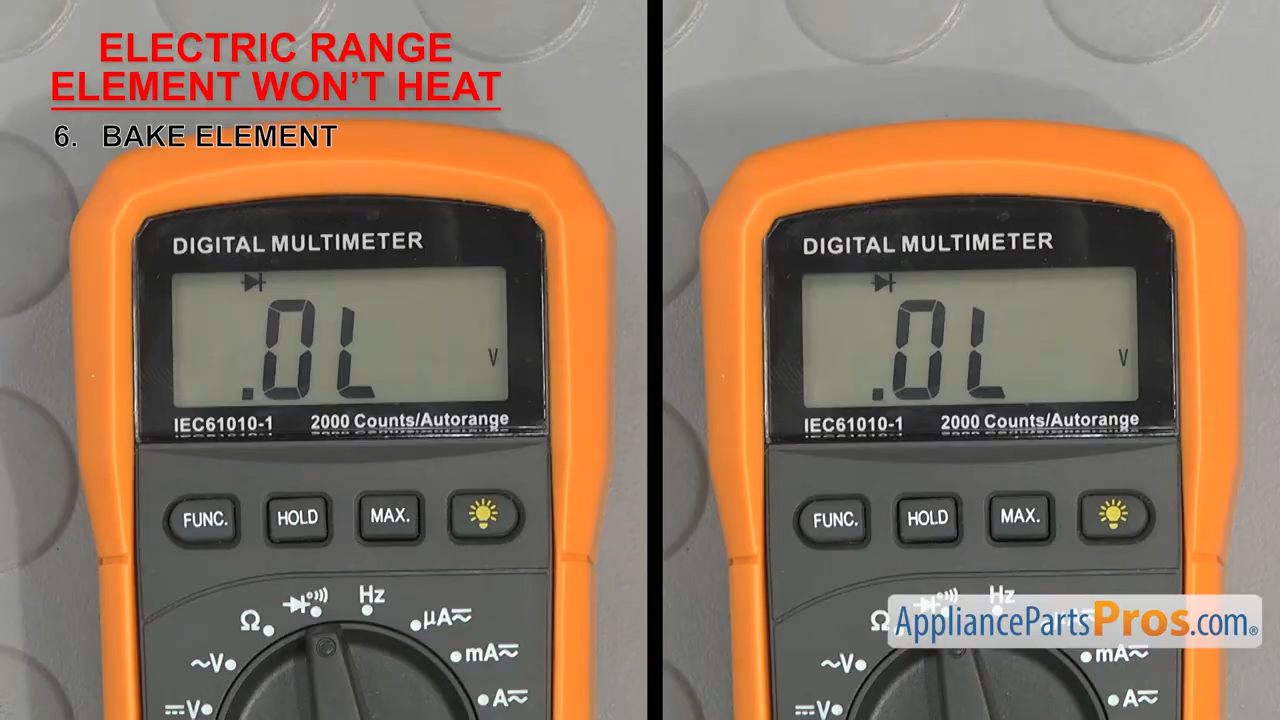 ELECTRIC RANGE
ELEMENT WON'T HEAT
6. BAKE ELEMENT
DIGITAL MULTIMETER
.0L
V
IEC61010-1 2000 Counts/Autorange
FUNC. HOLD MAX.
Hz
Ω
µA
~V
mA
V
A
DIGITAL MULTIMETER
.0L
V
IEC61010-1 2000 Counts/Autorange
FUNC. HOLD MAX.
Hz
Ω
AppliancePartsPros.com®
~V
mA
V
A